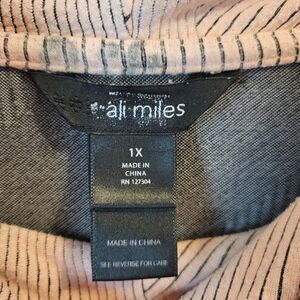 ali miles
1X
MADE IN
CHINA
RN 127304
MADE IN CHINA
SEE REVERSE FOR CARE